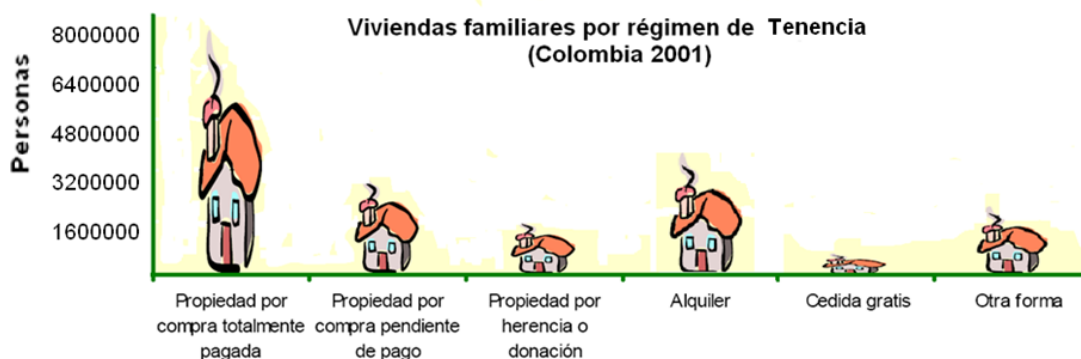 Viviendas familiares por régimen de Tenencia
(Colombia 2001)
Personas
8000000
6400000
4800000
3200000
1600000
Propiedad por
compra totalmente
pagada
Propiedad por
compra pendiente
de pago
Propiedad por
herencia o
donación
Alquiler
Cedida gratis
Otra forma